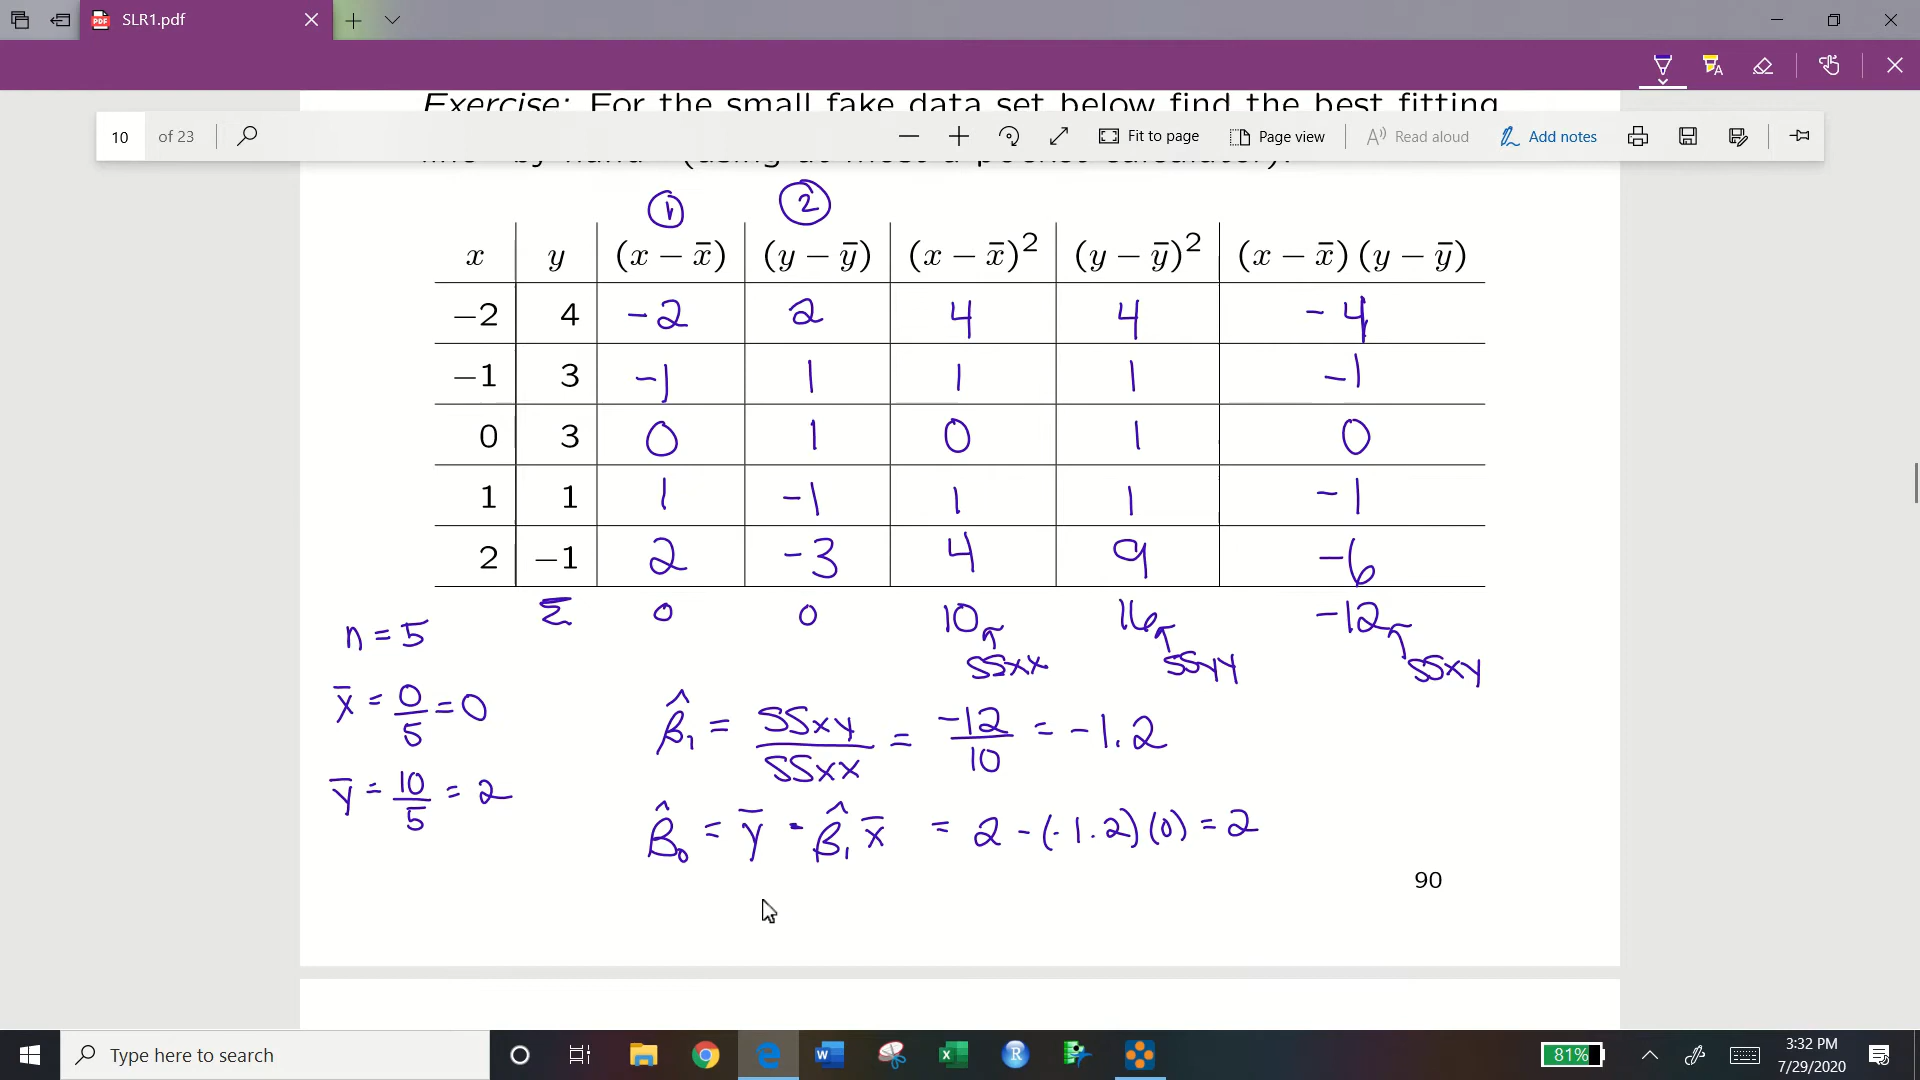 SLR1.pdf
Exercise: For the small fake data set below find the best fitting
10 of 23 Fit to page Page view Read aloud Add notes
① ②
x y (x − x̄) (y − ȳ) (x − x̄)² (y − ȳ)² (x − x̄)(y − ȳ)
−2 4 -2 2 4 4 -4
−1 3 -1 1 1 1 -1
0 3 0 1 0 1 0
1 1 1 -1 1 1 -1
2 −1 2 -3 4 9 -6
Σ 0 0 10 16 -12
SSxx SSyy SSxy
n = 5
x̄ = 0/5 = 0
ȳ = 10/5 = 2
β̂₁ = SSxy/SSxx = -12/10 = -1.2
β̂₀ = ȳ - β̂₁ x̄ = 2 - (-1.2)(0) = 2
90
Type here to search
81%
3:32 PM
7/29/2020